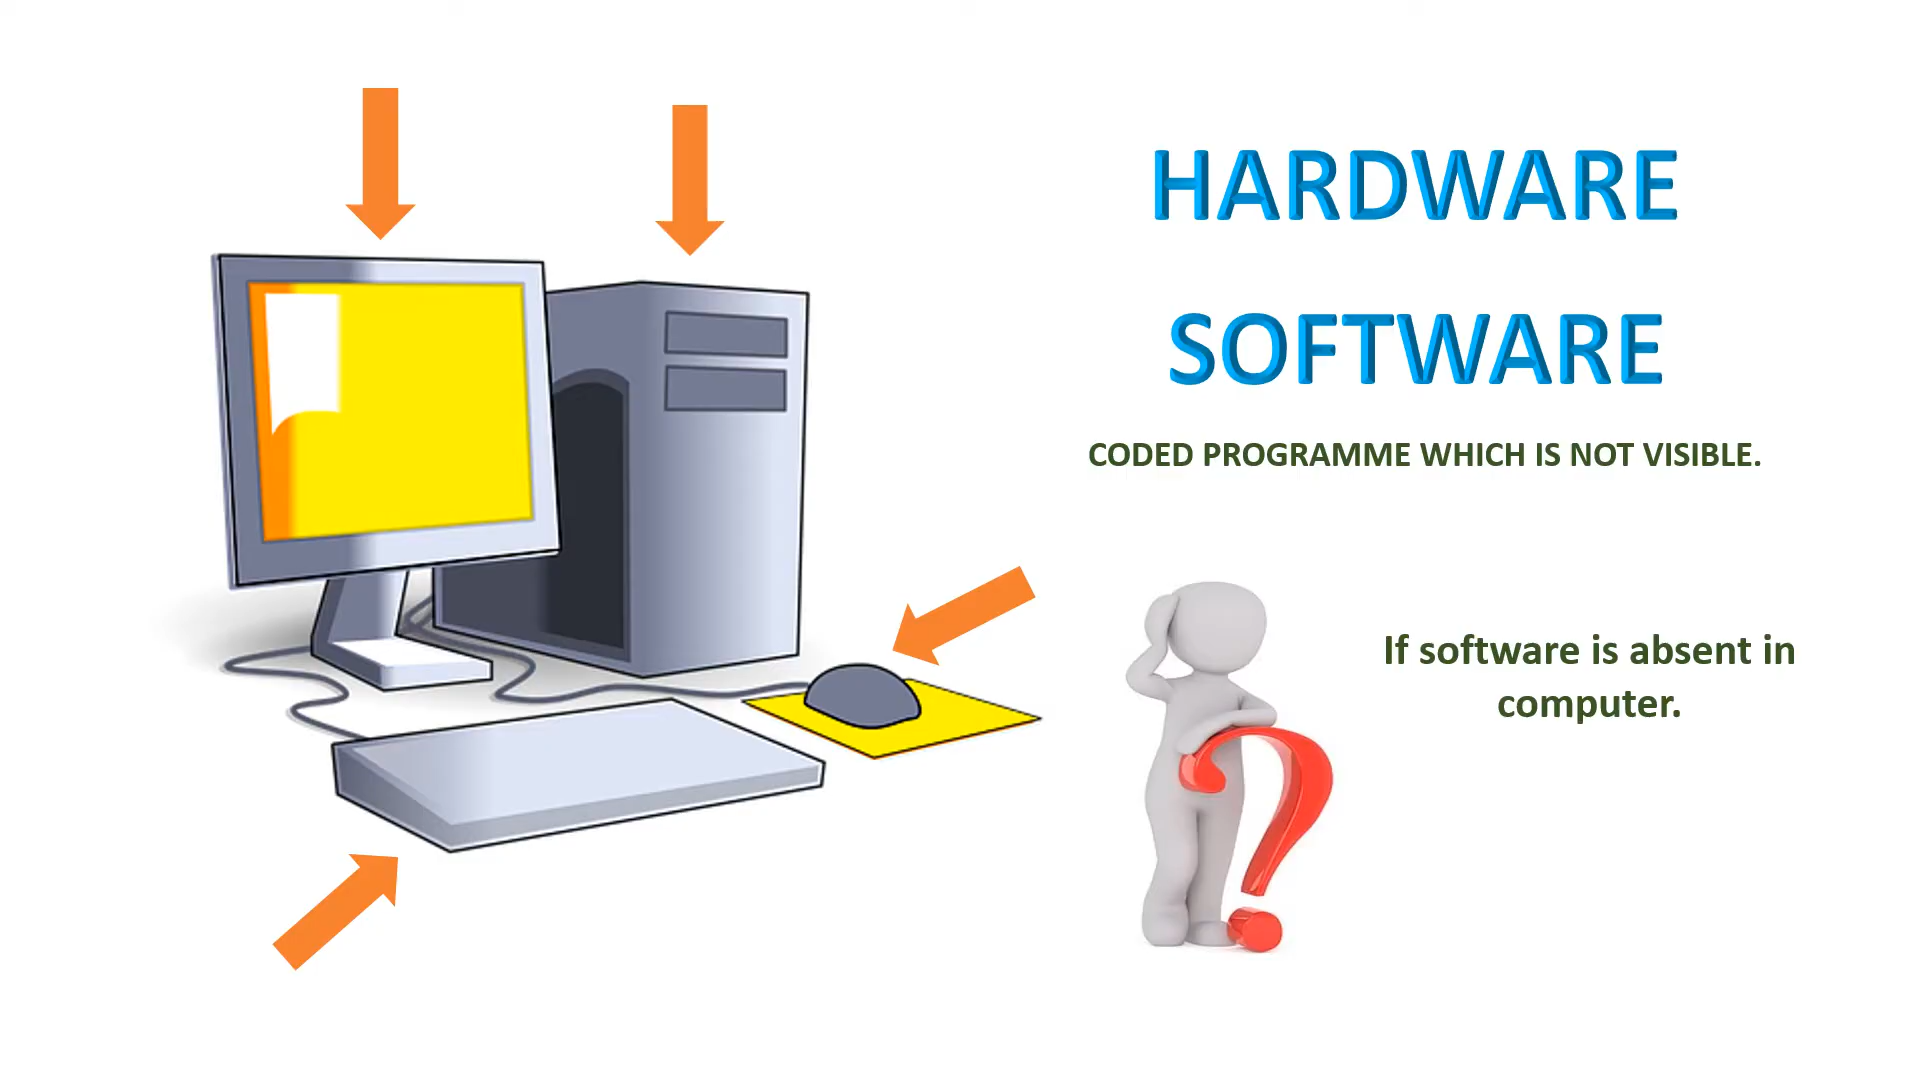 HARDWARE
SOFTWARE
CODED PROGRAMME WHICH IS NOT VISIBLE.
If software is absent in
computer.